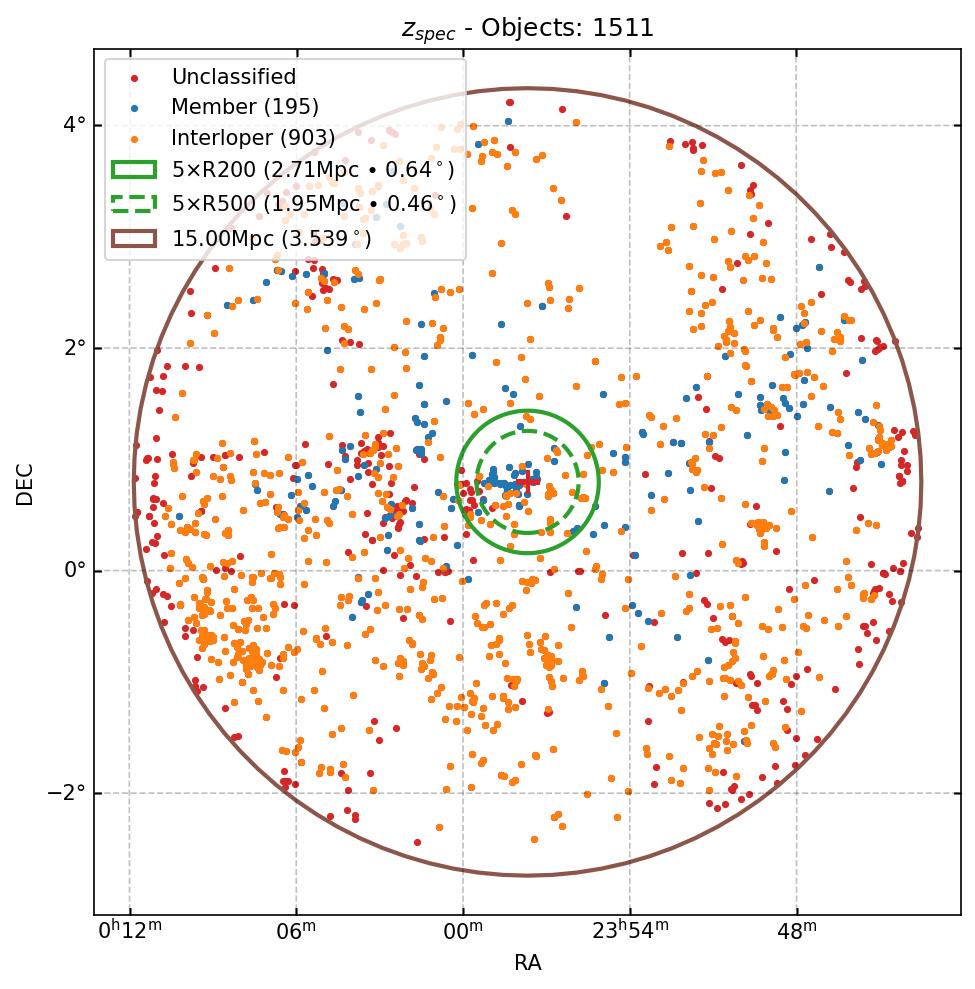 z_spec - Objects: 1511
Unclassified
Member (195)
Interloper (903)
5×R200 (2.71Mpc • 0.64°)
5×R500 (1.95Mpc • 0.46°)
15.00Mpc (3.539°)
4°
2°
0°
−2°
DEC
0ʰ12ᵐ 06ᵐ 00ᵐ 23ʰ54ᵐ 48ᵐ
RA